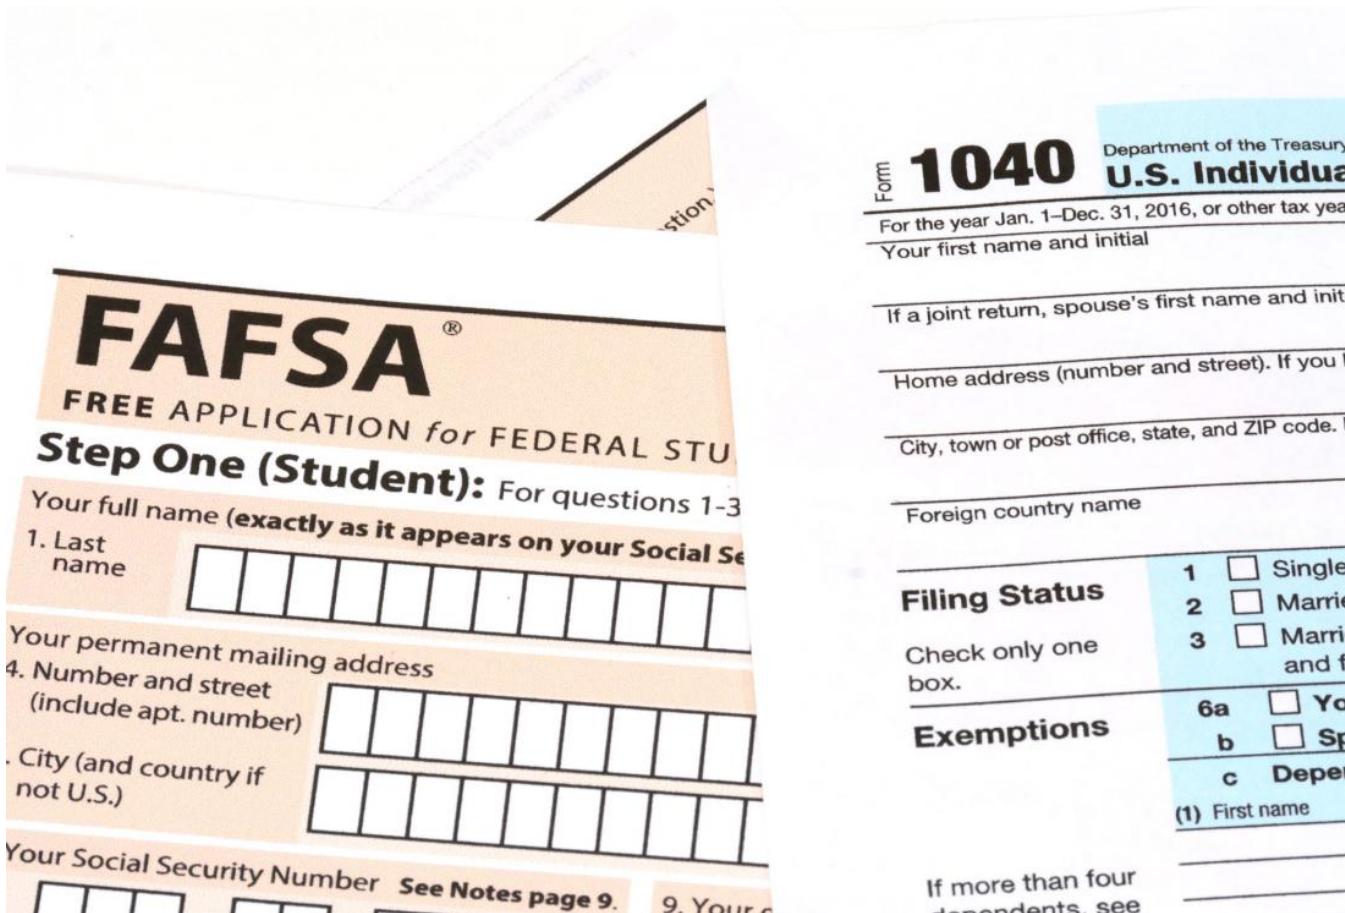 FAFSA®
FREE APPLICATION for FEDERAL STU
Step One (Student): For questions 1-3
Your full name (exactly as it appears on your Social Se
1. Last
name
Your permanent mailing address
4. Number and street
(include apt. number)
. City (and country if
not U.S.)
Your Social Security Number See Notes page 9.
9. Your
stion.
Form 1040
Department of the Treasury
U.S. Individua
For the year Jan. 1–Dec. 31, 2016, or other tax yea
Your first name and initial
If a joint return, spouse's first name and init
Home address (number and street). If you
City, town or post office, state, and ZIP code.
Foreign country name
Filing Status
Check only one
box.
1 Single
2 Marrie
3 Marri
and f
Exemptions
6a Yo
b Sp
c Depe
(1) First name
If more than four
dependents, see